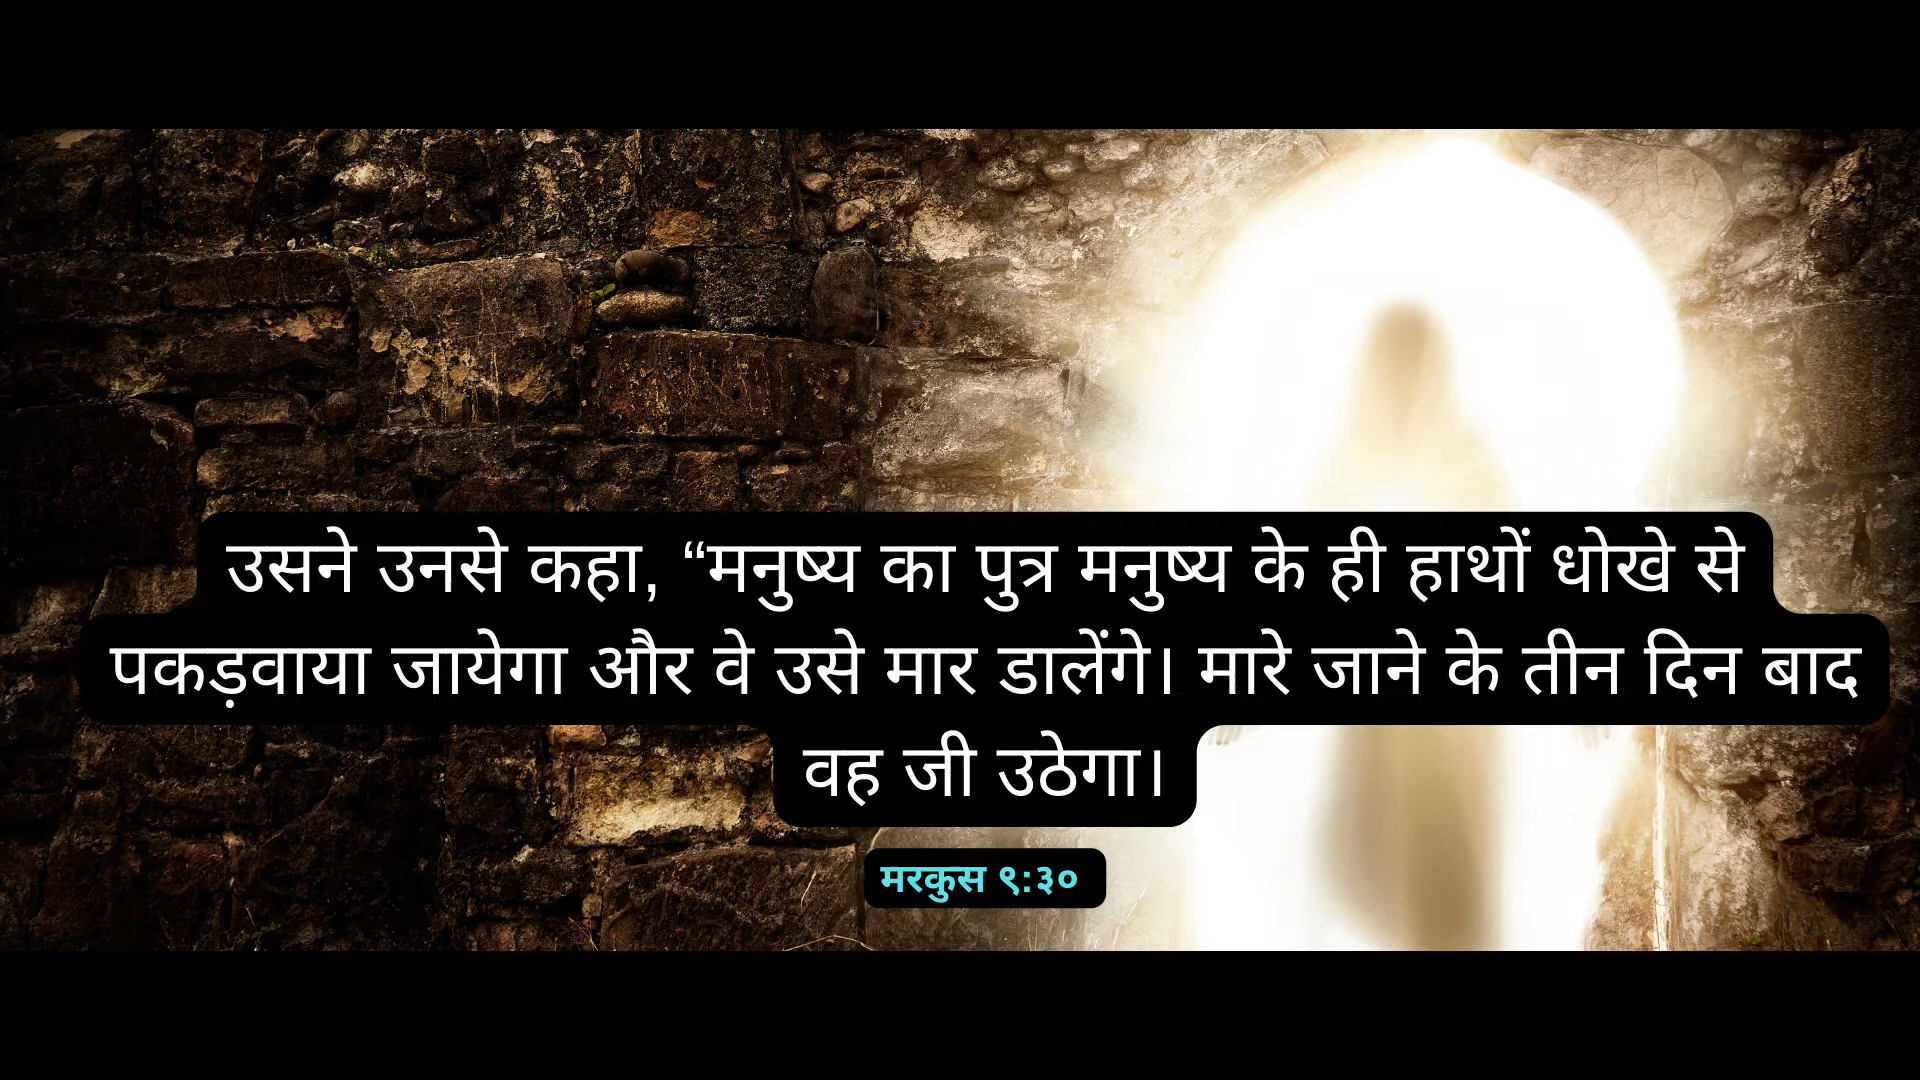 उसने उनसे कहा, “मनुष्य का पुत्र मनुष्य के ही हाथों धोखे से
पकड़वाया जायेगा और वे उसे मार डालेंगे। मारे जाने के तीन दिन बाद
वह जी उठेगा।
मरकुस ९:३०